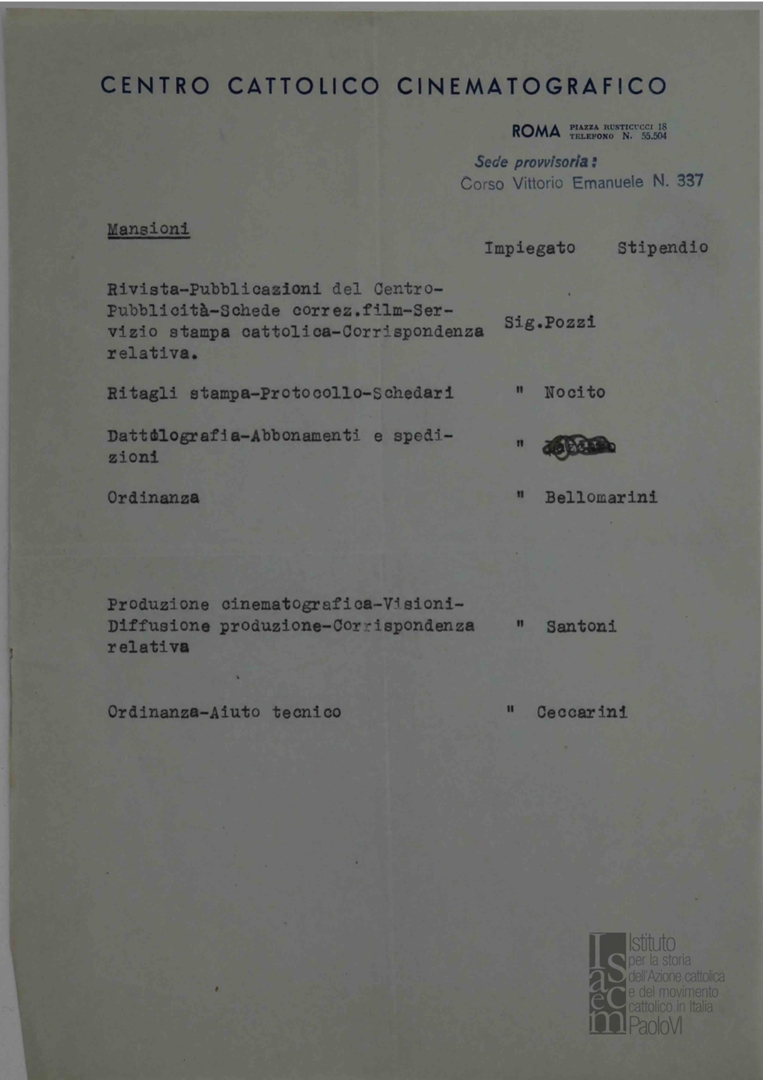 CENTRO CATTOLICO CINEMATOGRAFICO
ROMA PIAZZA RUSTICUCCI 18
TELEFONO N. 55.504
Sede provvisoria:
Corso Vittorio Emanuele N. 337
Mansioni
Impiegato Stipendio
Rivista-Pubblicazioni del Centro-
Pubblicità-Schede correz.film-Ser-
vizio stampa cattolica-Corrispondenza
relativa.
Sig.Pozzi
Ritagli stampa-Protocollo-Schedari " Nocito
Dattilografia-Abbonamenti e spedi-
zioni
"
Ordinanza " Bellomarini
Produzione cinematografica-Visioni-
Diffusione produzione-Corrispondenza
relativa
" Santoni
Ordinanza-Aiuto tecnico " Ceccarini
Isacem
Istituto
per la storia
dell'Azione cattolica
e del movimento
cattolico in Italia
PaoloVI